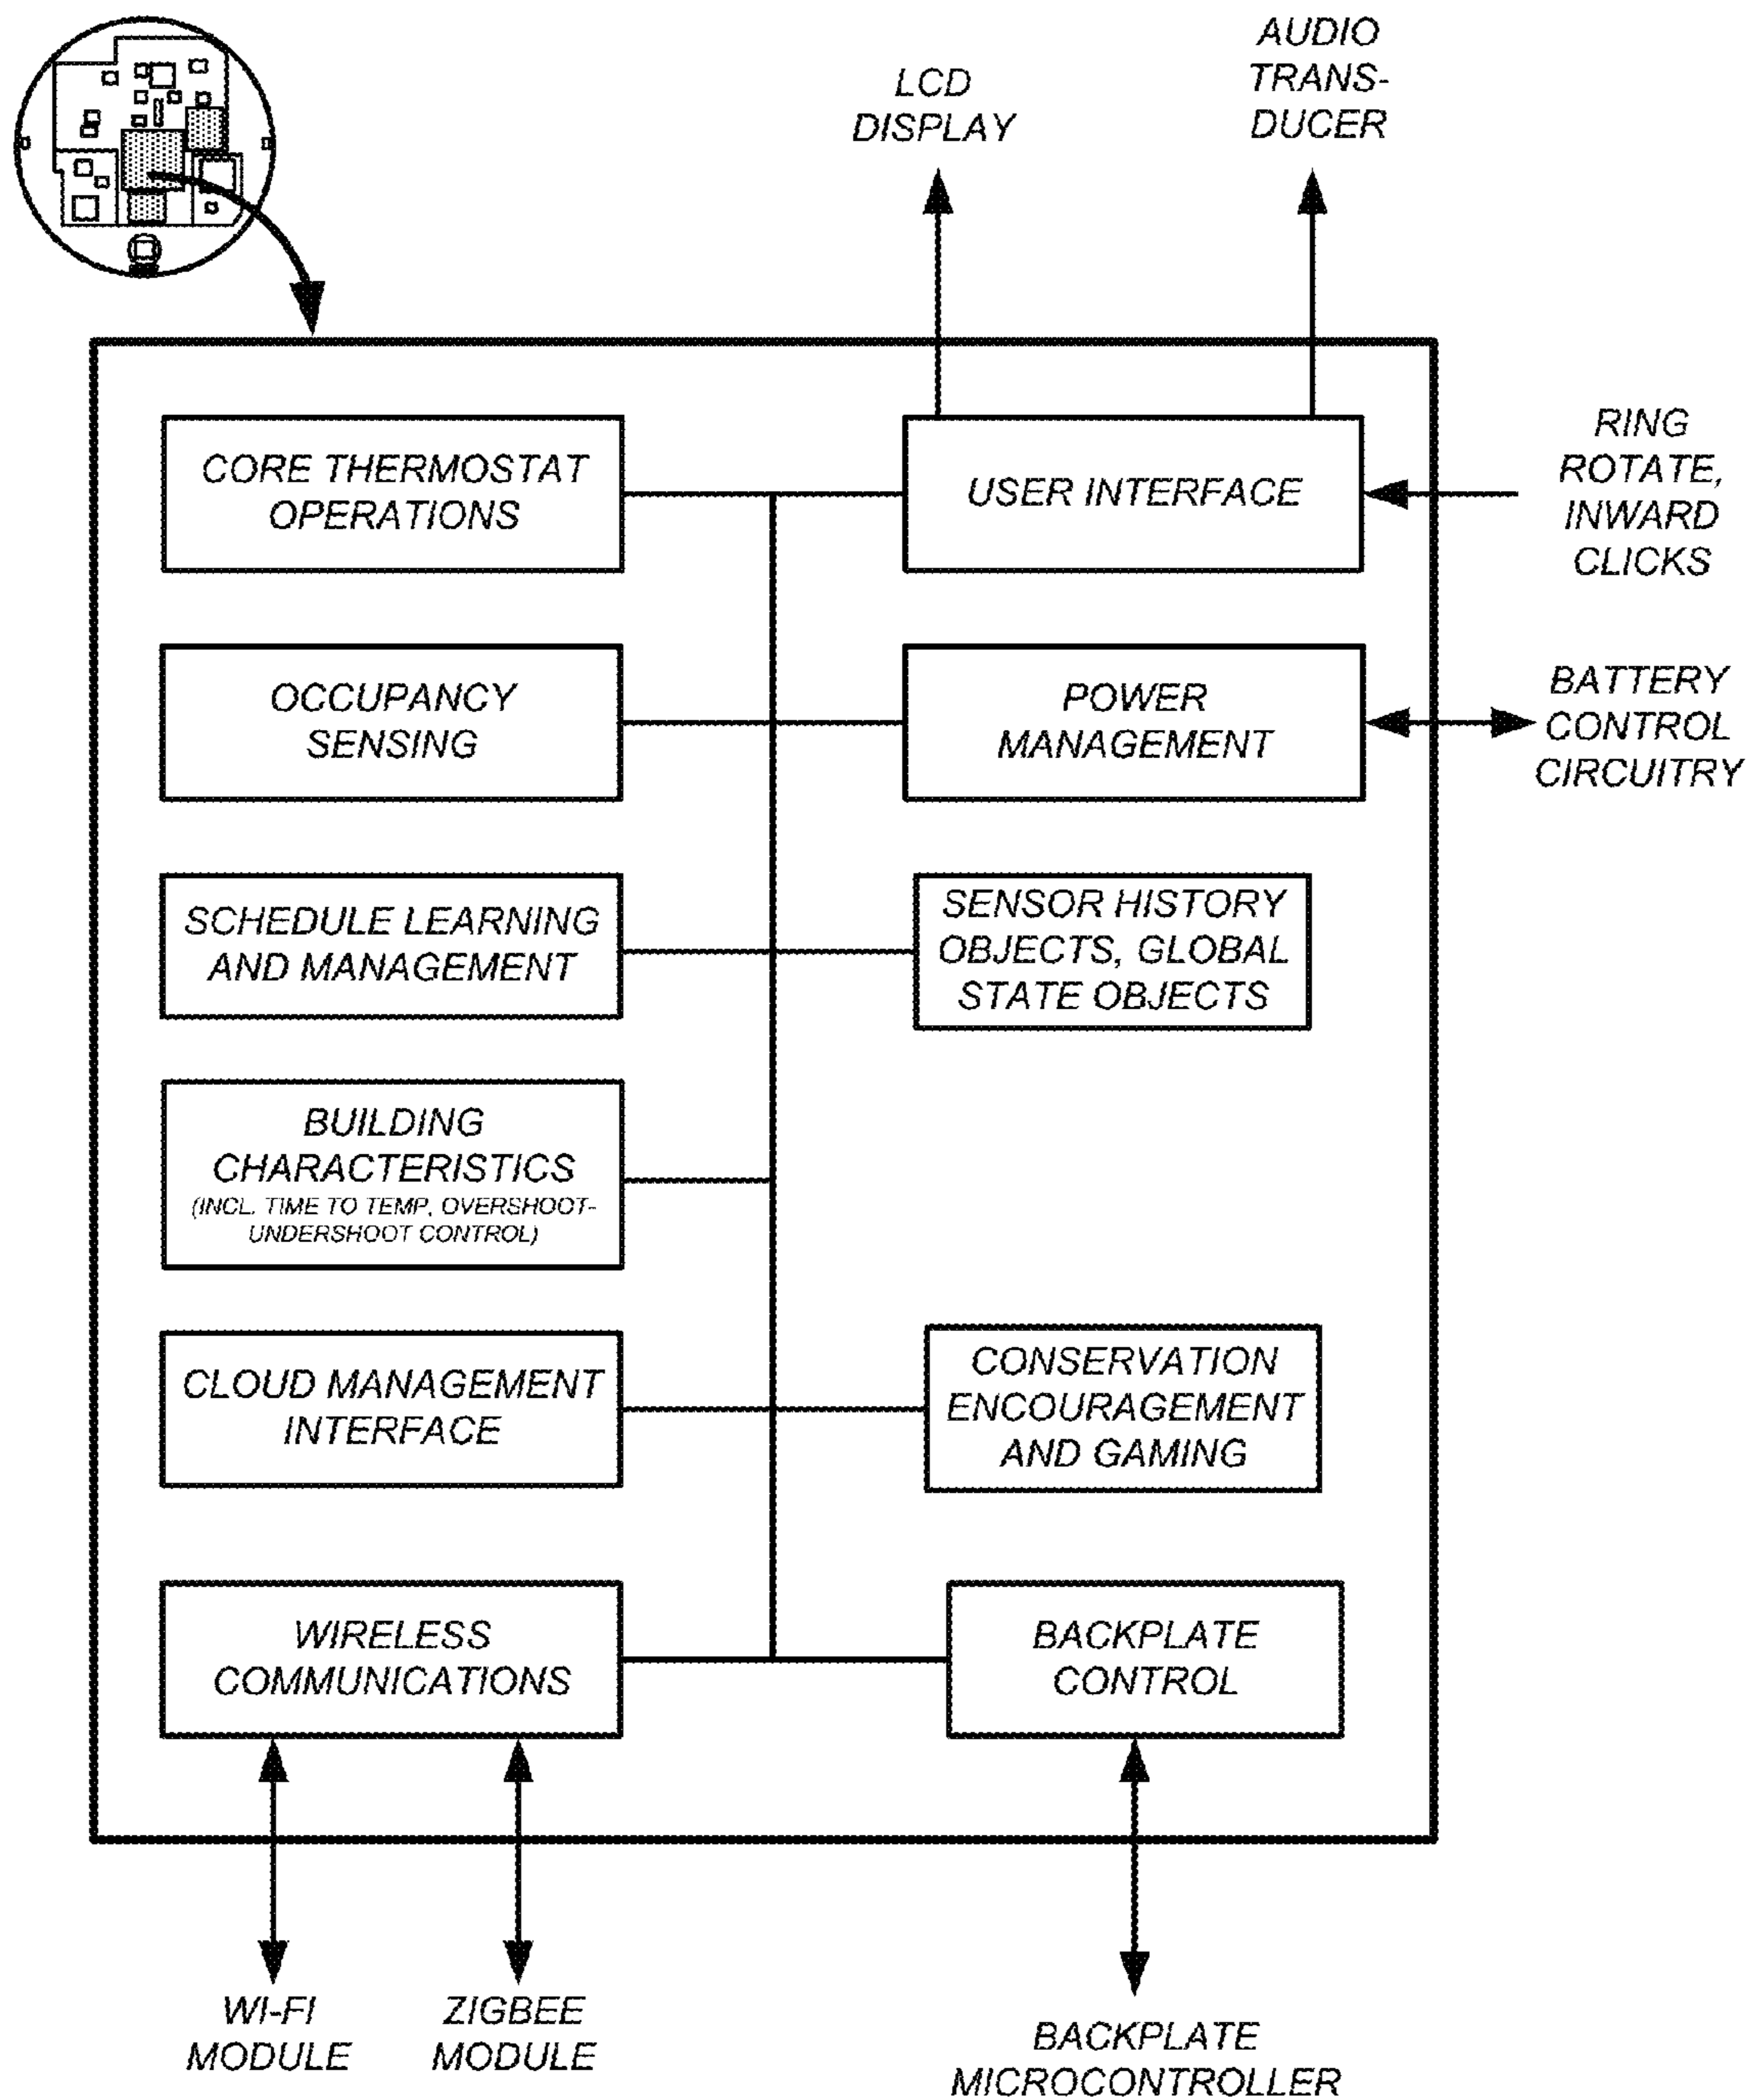 AUDIO
TRANS-
DUCER
LCD
DISPLAY
CORE THERMOSTAT
OPERATIONS
USER INTERFACE
RING
ROTATE,
INWARD
CLICKS
OCCUPANCY
SENSING
POWER
MANAGEMENT
BATTERY
CONTROL
CIRCUITRY
SCHEDULE LEARNING
AND MANAGEMENT
SENSOR HISTORY
OBJECTS, GLOBAL
STATE OBJECTS
BUILDING
CHARACTERISTICS
(INCL. TIME TO TEMP, OVERSHOOT-
UNDERSHOOT CONTROL)
CLOUD MANAGEMENT
INTERFACE
CONSERVATION
ENCOURAGEMENT
AND GAMING
WIRELESS
COMMUNICATIONS
BACKPLATE
CONTROL
WI-FI
MODULE
ZIGBEE
MODULE
BACKPLATE
MICROCONTROLLER